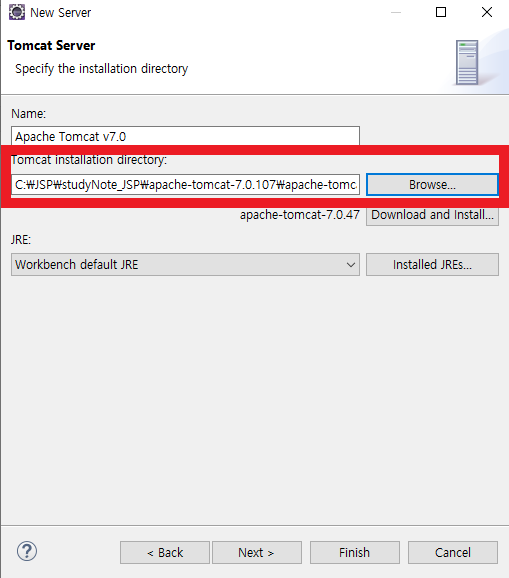 New Server
Tomcat Server
Specify the installation directory
Name:
Apache Tomcat v7.0
Tomcat installation directory:
C:₩JSP₩studyNote_JSP₩apache-tomcat-7.0.107₩apache-tomca
Browse...
apache-tomcat-7.0.47
Download and Install...
JRE:
Workbench default JRE
Installed JREs...
?
< Back
Next >
Finish
Cancel